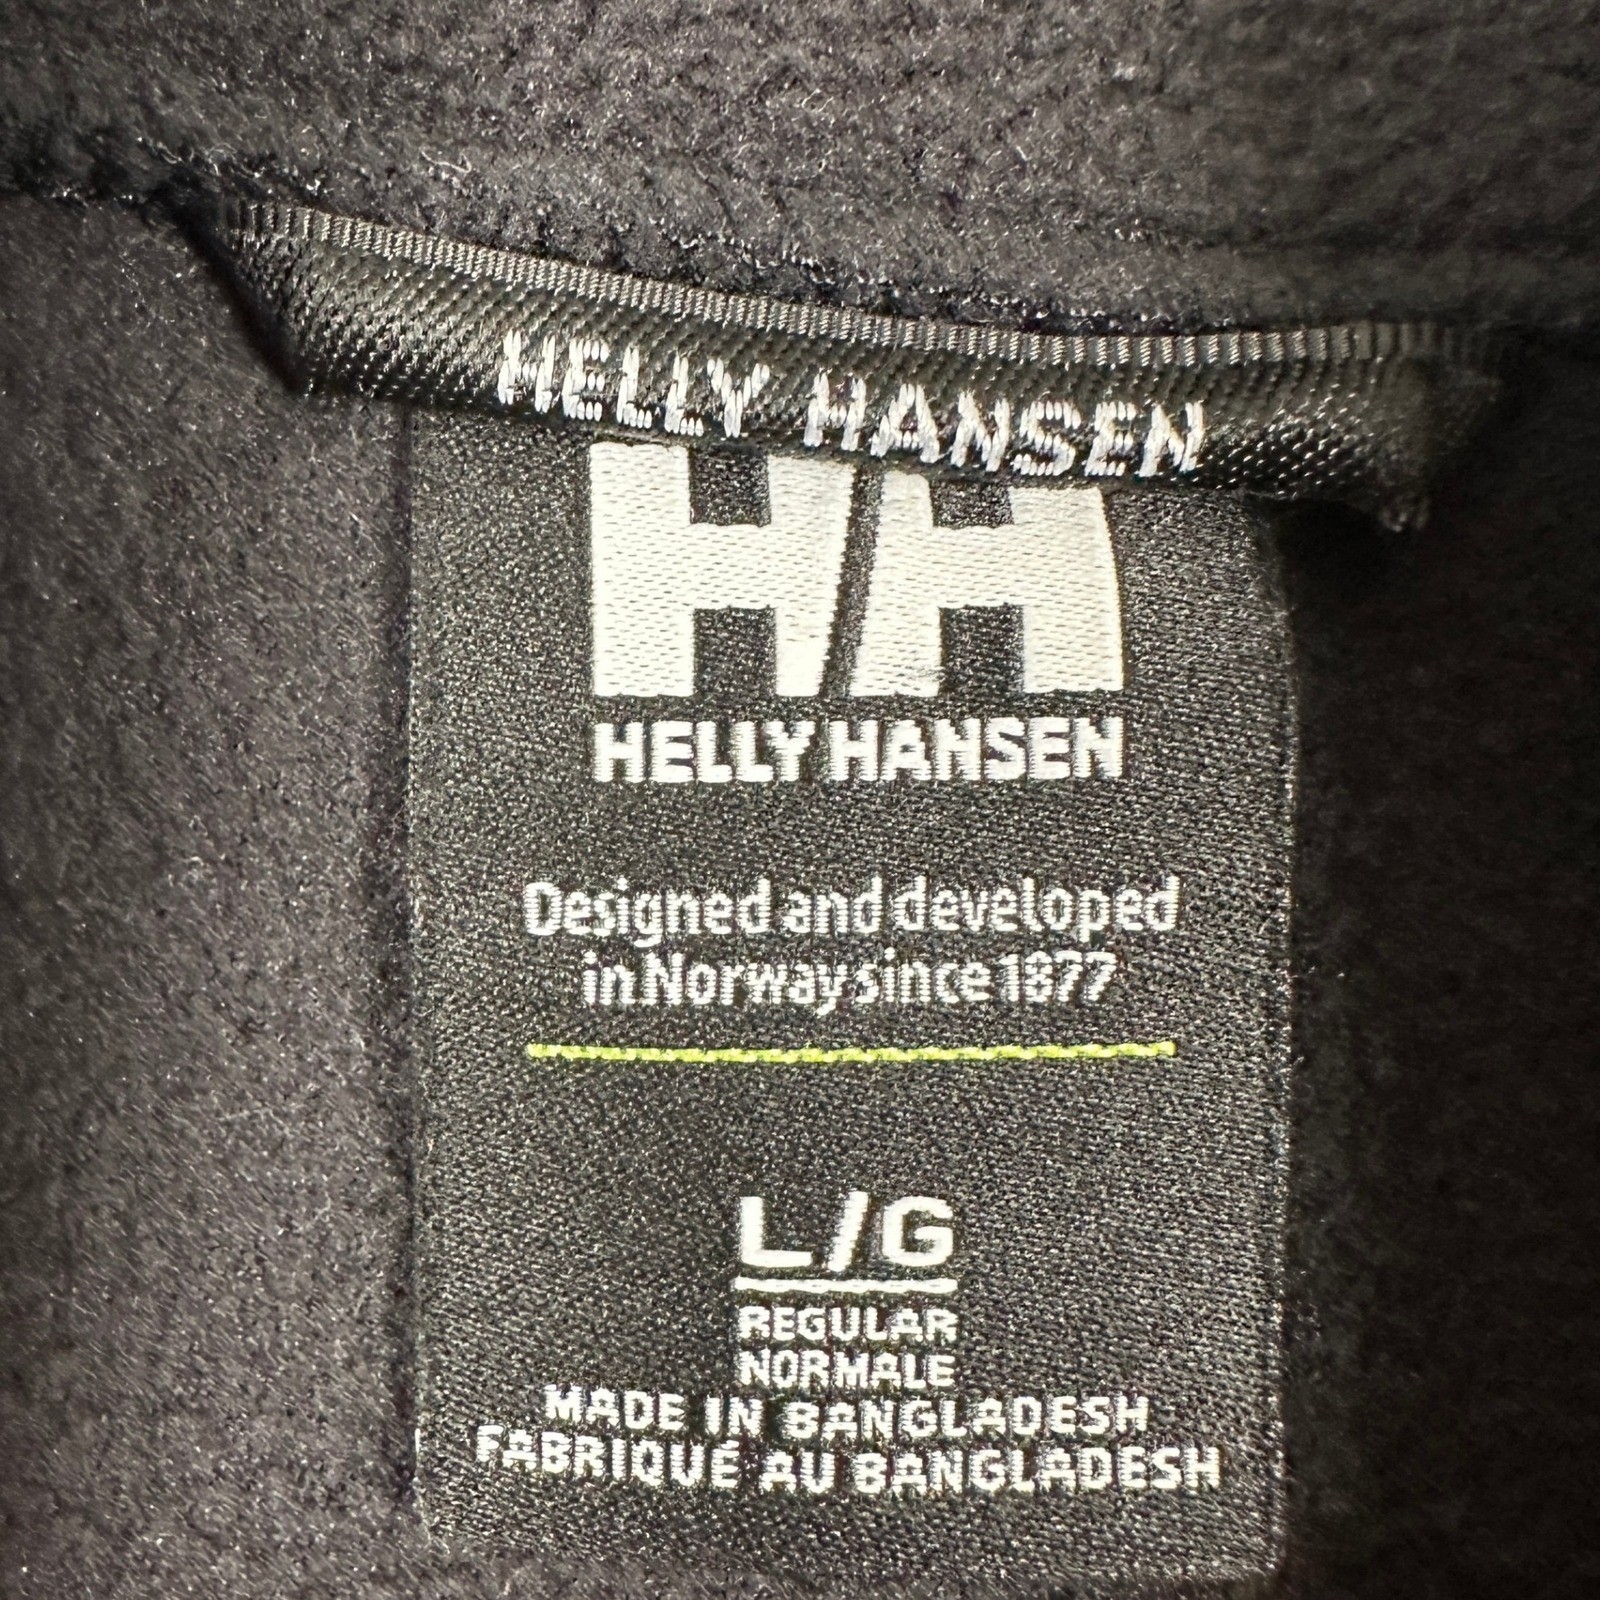 HELLY HANSEN
HH
HELLY HANSEN
Designed and developed
in Norway since 1877
L/G
REGULAR
NORMALE
MADE IN BANGLADESH
FABRIQUÉ AU BANGLADESH